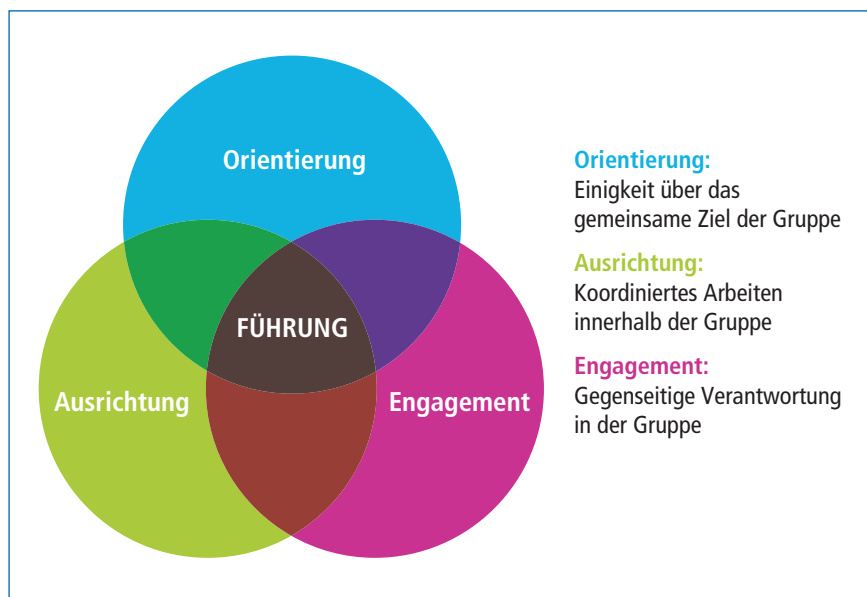 Orientierung
FÜHRUNG
Ausrichtung
Engagement
Orientierung:
Einigkeit über das
gemeinsame Ziel der Gruppe
Ausrichtung:
Koordiniertes Arbeiten
innerhalb der Gruppe
Engagement:
Gegenseitige Verantwortung
in der Gruppe